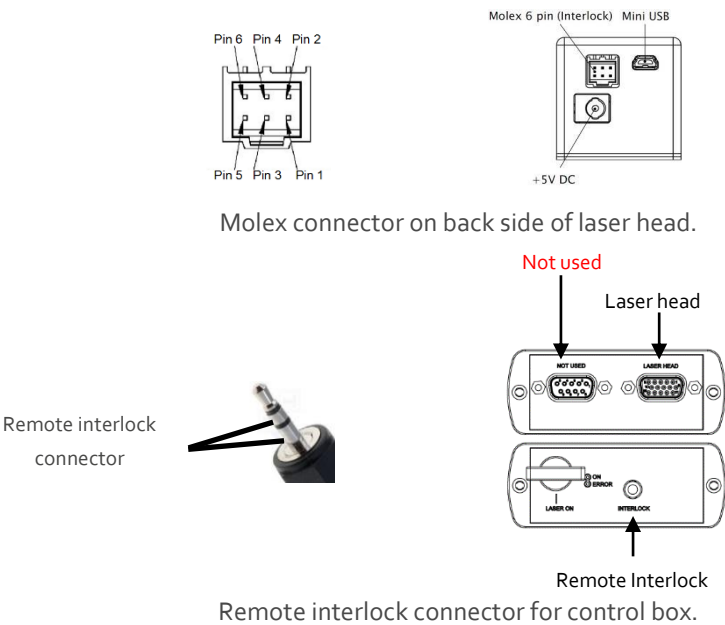 Molex 6 pin (Interlock) Mini USB
Pin 6 Pin 4 Pin 2
Pin 5 Pin 3 Pin 1
+5V DC
Molex connector on back side of laser head.
Not used
Laser head
NOT USED LASER HEAD
Remote interlock
connector
ON
ERROR
LASER ON INTERLOCK
Remote Interlock
Remote interlock connector for control box.